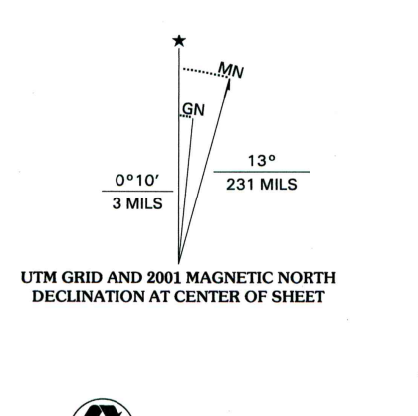 MN
GN
0°10′
3 MILS
13°
231 MILS
UTM GRID AND 2001 MAGNETIC NORTH
DECLINATION AT CENTER OF SHEET